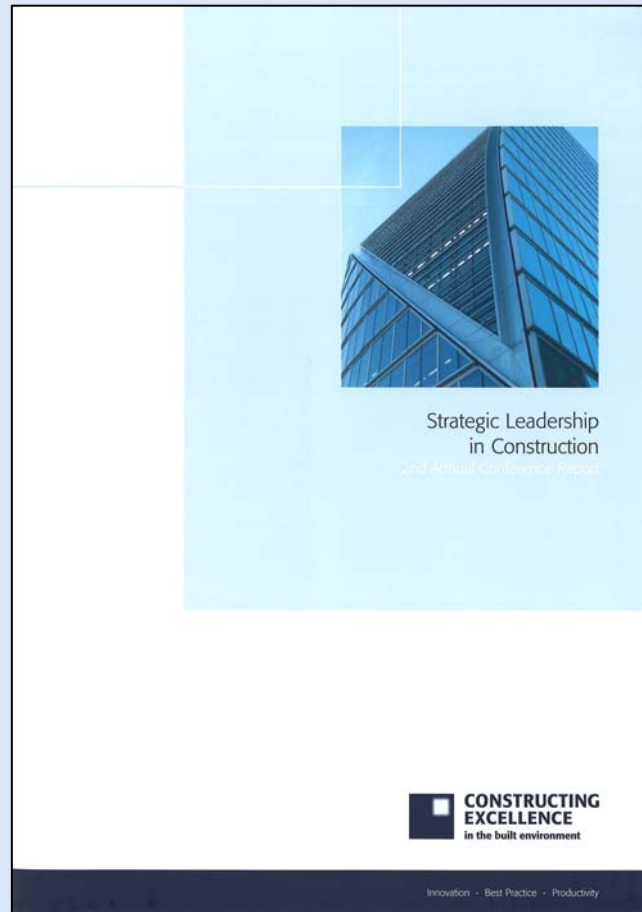 Strategic Leadership
in Construction
2nd Annual Conference Report
CONSTRUCTING
EXCELLENCE
in the built environment
Innovation - Best Practice - Productivity